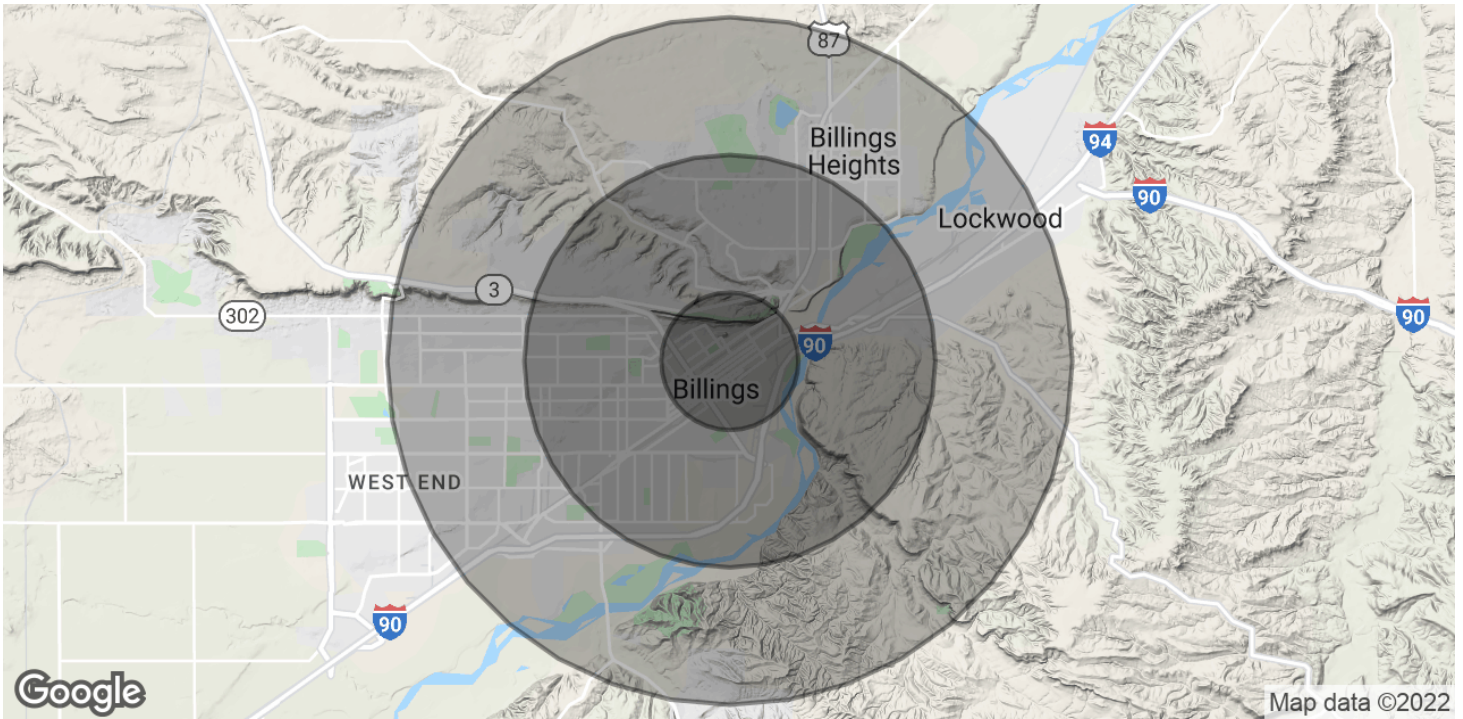 87
Billings
Heights
94
90
Lockwood
3
302
90
90
Billings
WEST END
90
Google
Map data ©2022